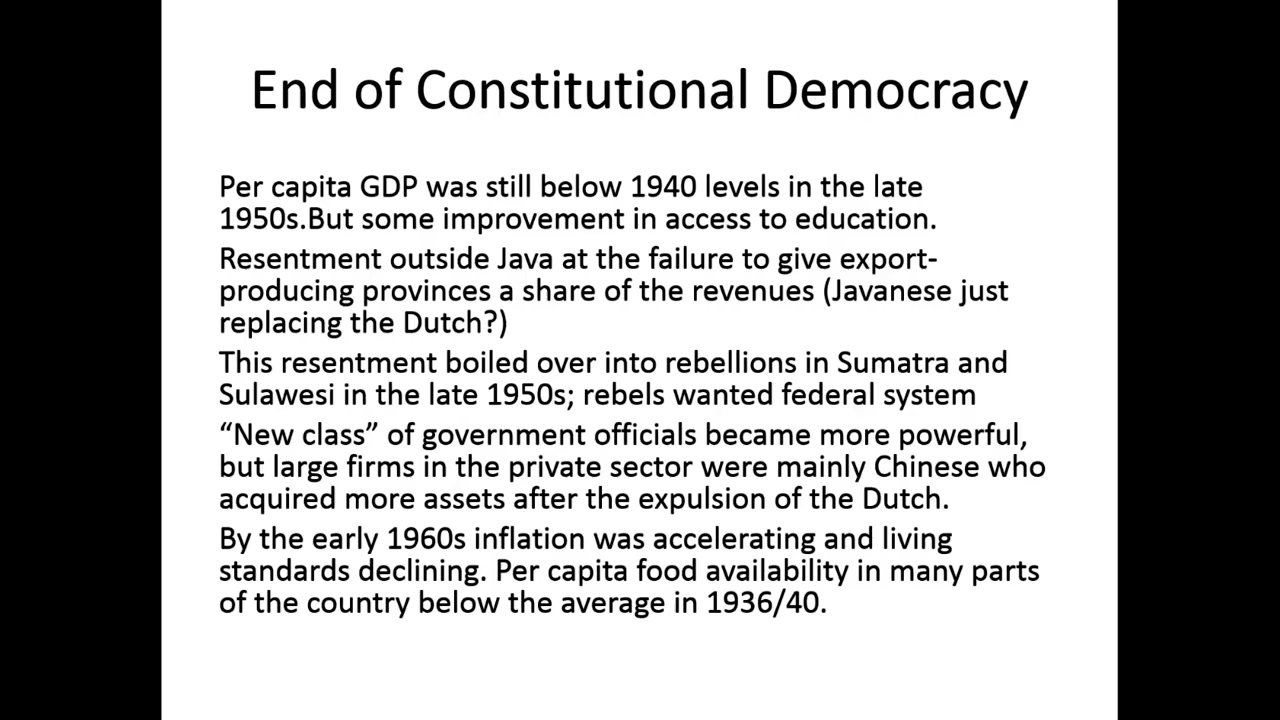 End of Constitutional Democracy
Per capita GDP was still below 1940 levels in the late
1950s.But some improvement in access to education.
Resentment outside Java at the failure to give export-
producing provinces a share of the revenues (Javanese just
replacing the Dutch?)
This resentment boiled over into rebellions in Sumatra and
Sulawesi in the late 1950s; rebels wanted federal system
“New class” of government officials became more powerful,
but large firms in the private sector were mainly Chinese who
acquired more assets after the expulsion of the Dutch.
By the early 1960s inflation was accelerating and living
standards declining. Per capita food availability in many parts
of the country below the average in 1936/40.